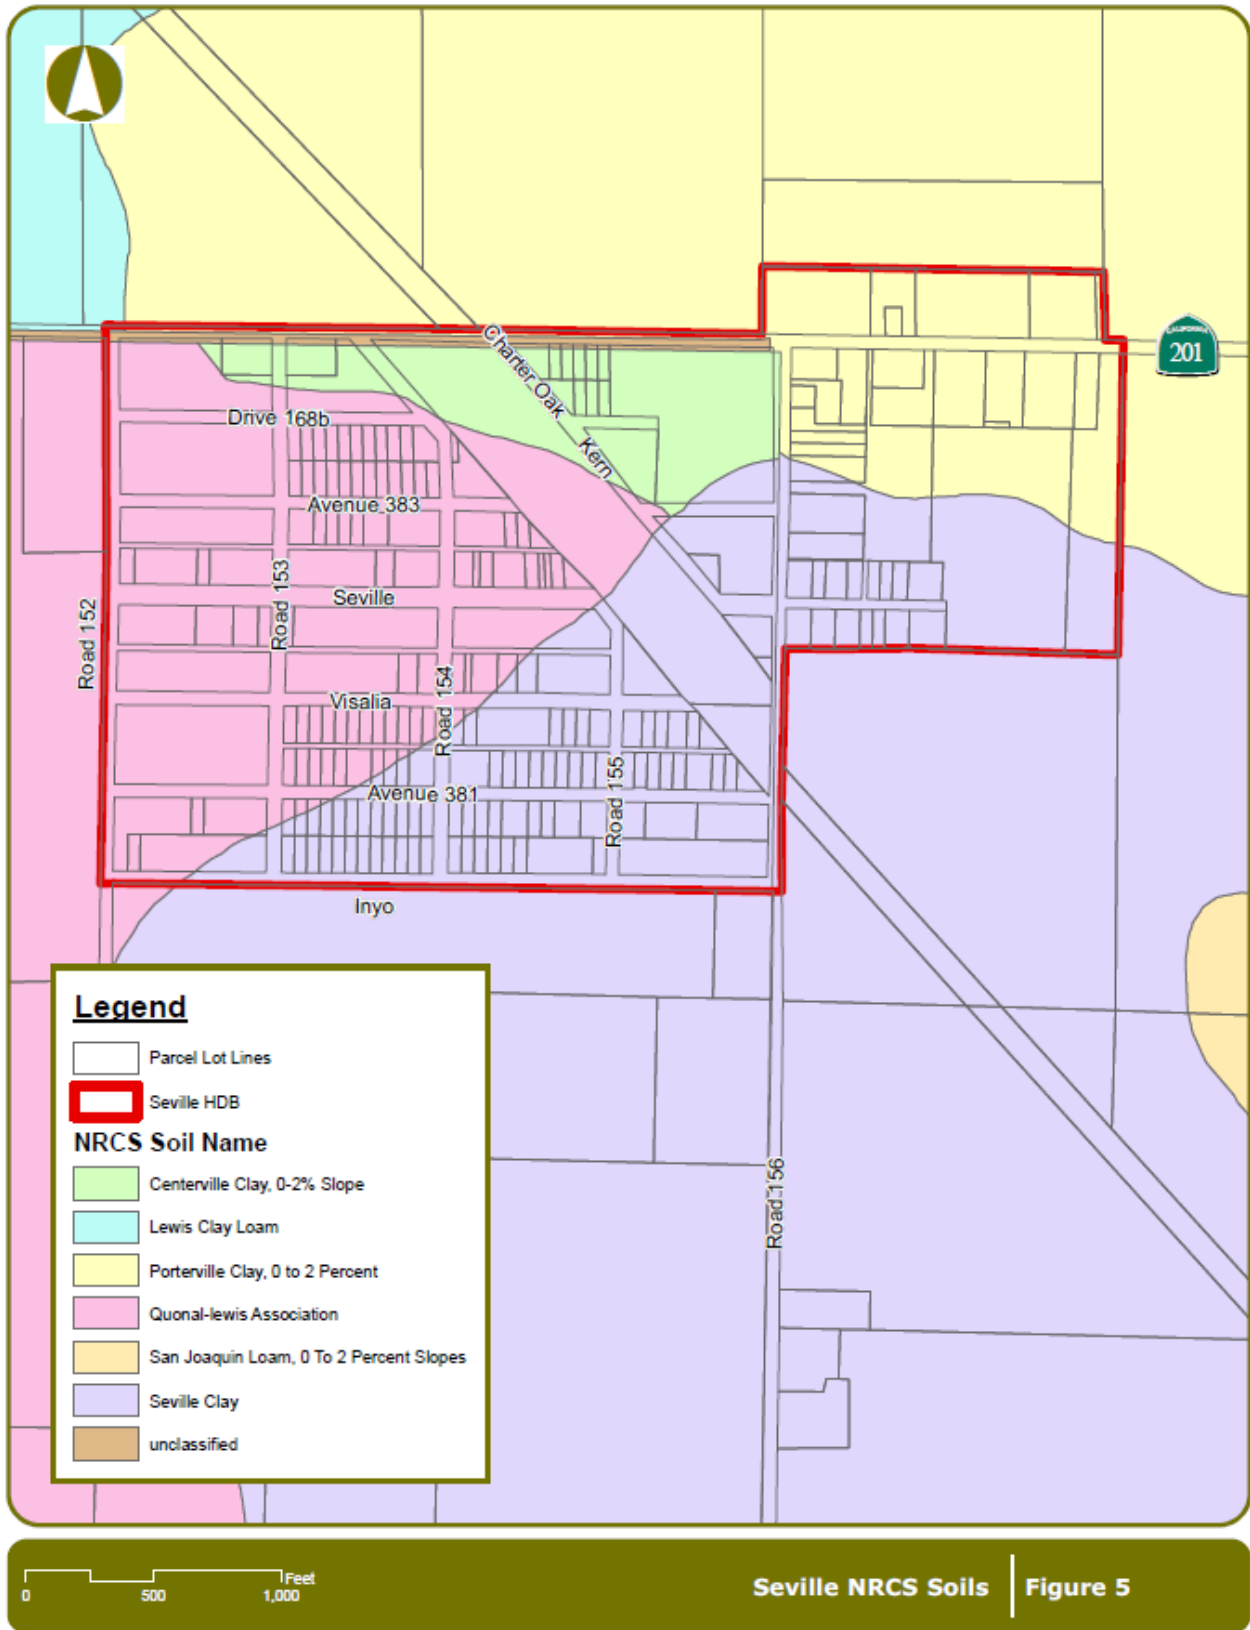 CALIFORNIA
201
Charter Oak
Kern
Drive 168b
Avenue 383
Road 153
Seville
Road 152
Road 154
Visalia
Road 155
Avenue 381
Inyo
Road 156
Legend
Parcel Lot Lines
Seville HDB
NRCS Soil Name
Centerville Clay, 0-2% Slope
Lewis Clay Loam
Porterville Clay, 0 to 2 Percent
Quonal-lewis Association
San Joaquin Loam, 0 To 2 Percent Slopes
Seville Clay
unclassified
Feet
0 500 1,000
Seville NRCS Soils Figure 5